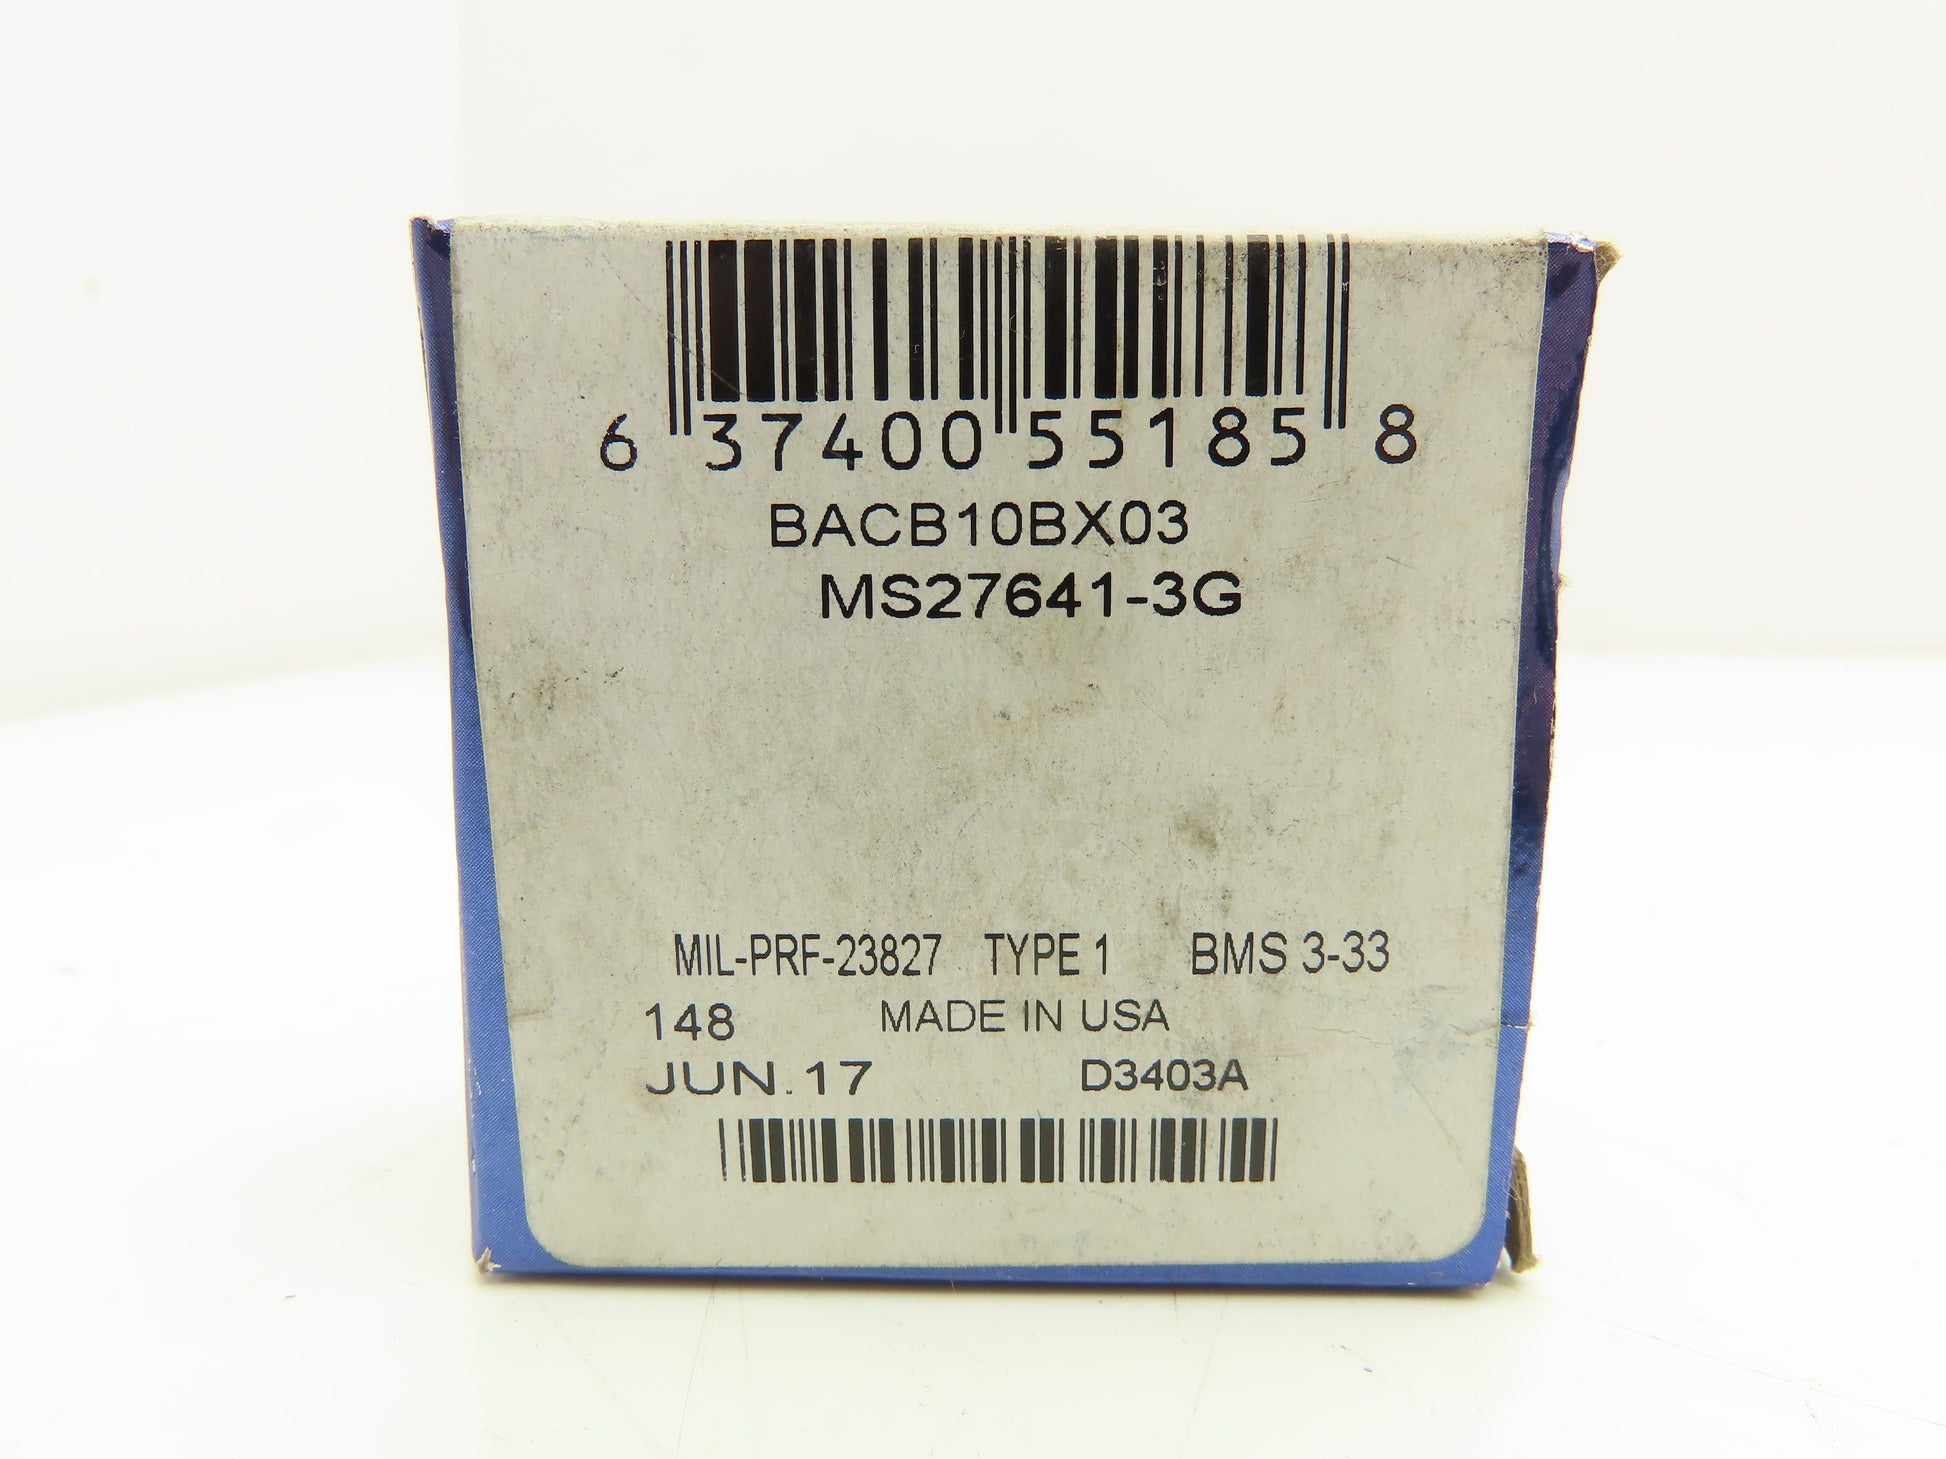 6 37400 55185 8
BACB10BX03
MS27641-3G
MIL-PRF-23827 TYPE 1 BMS 3-33
148 MADE IN USA
JUN.17 D3403A